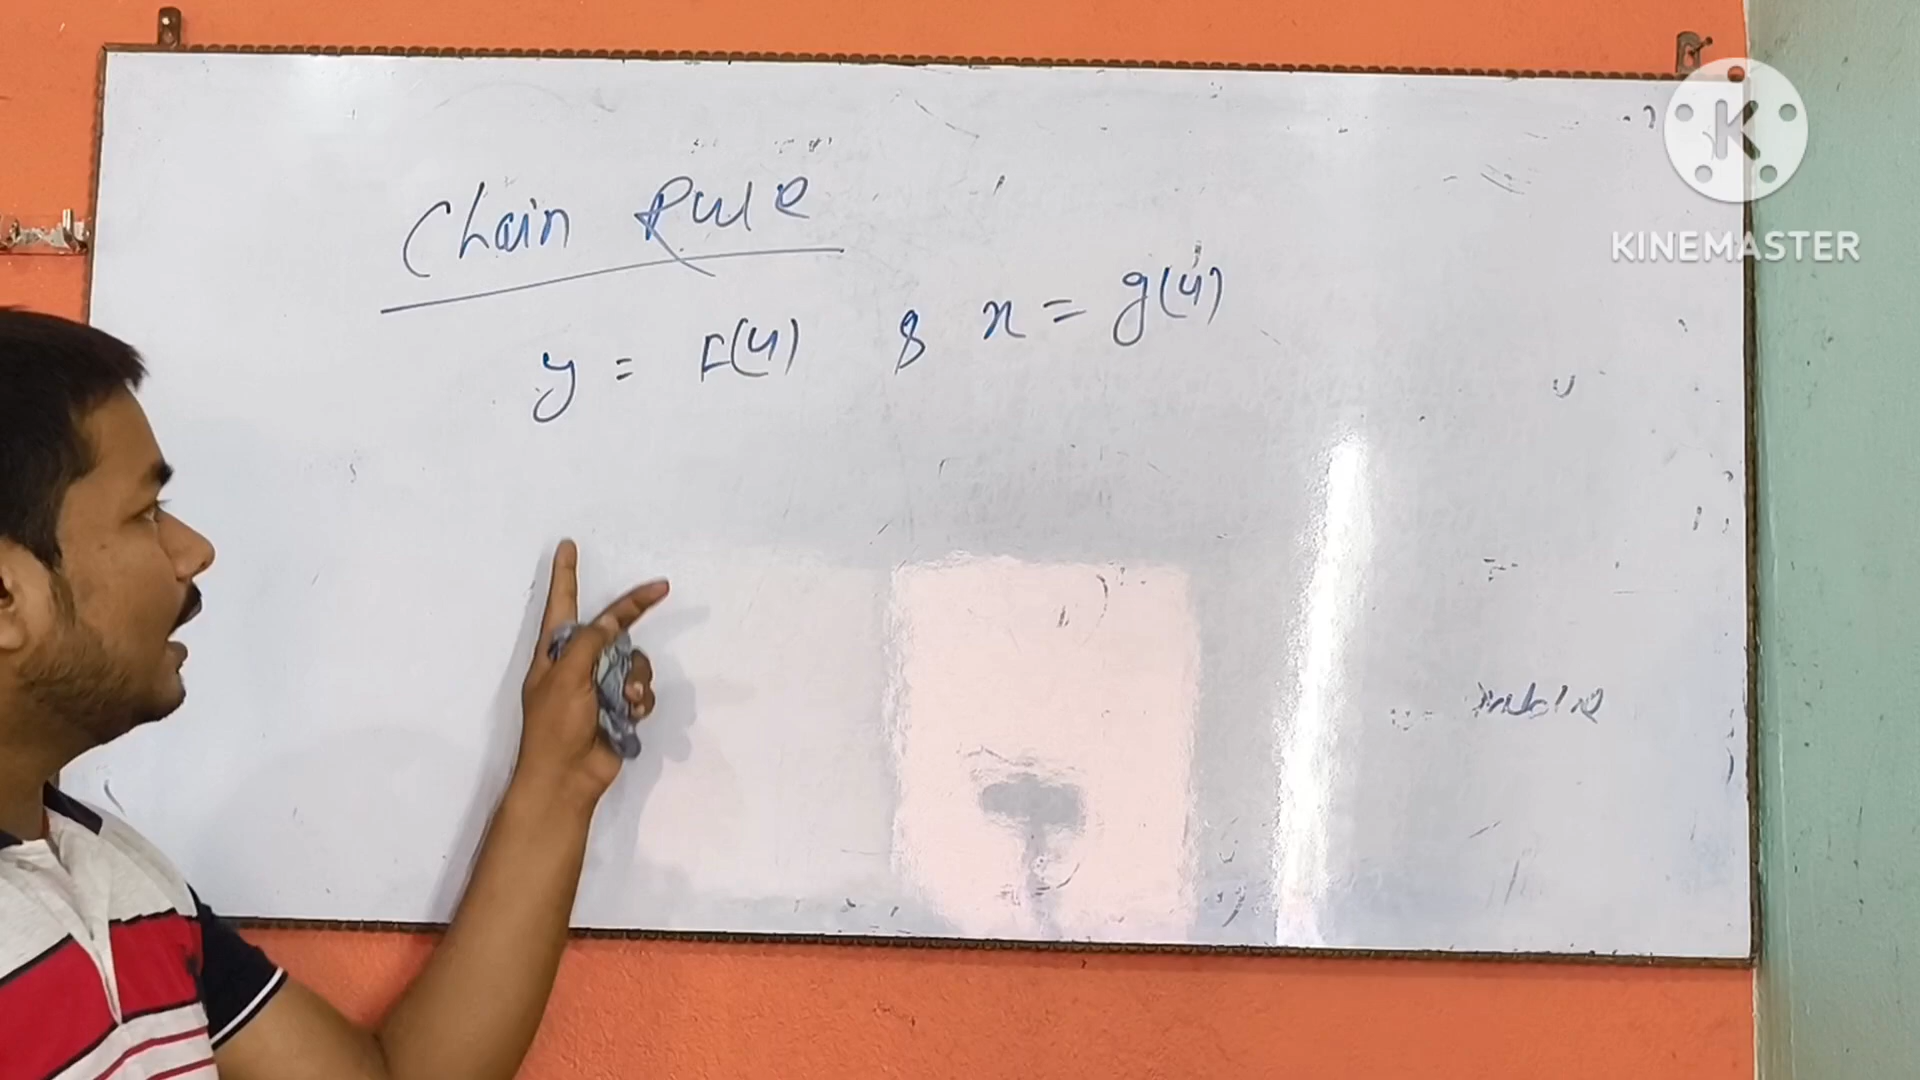 Chain Rule
y = f(u) & x = g(u)
K
KINEMASTER